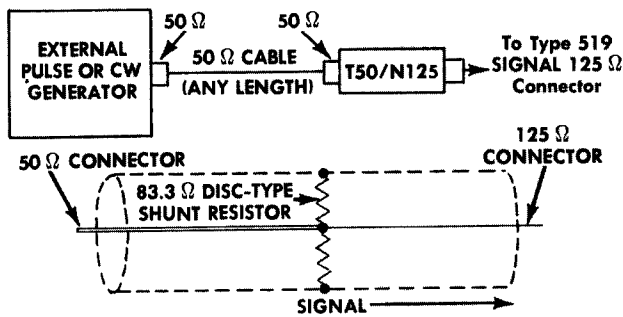 EXTERNAL
PULSE OR CW
GENERATOR
50 Ω
50 Ω CABLE
(ANY LENGTH)
50 Ω
T50/N125
To Type 519
SIGNAL 125 Ω
Connector
50 Ω CONNECTOR
83.3 Ω DISC-TYPE
SHUNT RESISTOR
125 Ω
CONNECTOR
SIGNAL